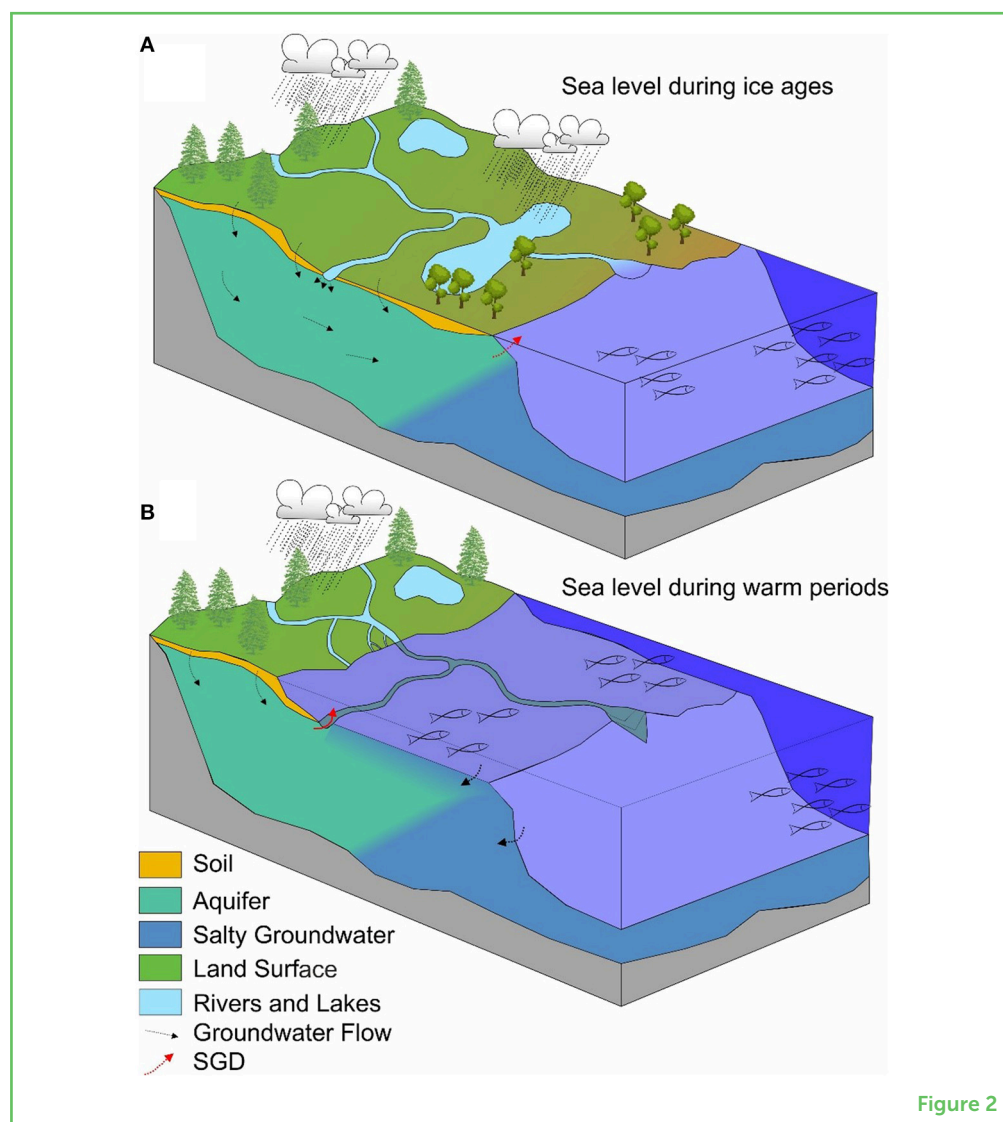 A
Sea level during ice ages
B
Sea level during warm periods
Soil
Aquifer
Salty Groundwater
Land Surface
Rivers and Lakes
Groundwater Flow
SGD
Figure 2